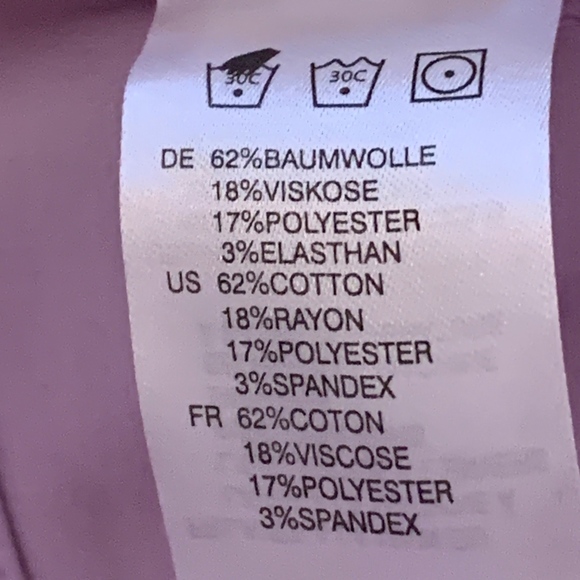 30C 30C
DE 62%BAUMWOLLE
18%VISKOSE
17%POLYESTER
3%ELASTHAN
US 62%COTTON
18%RAYON
17%POLYESTER
3%SPANDEX
FR 62%COTON
18%VISCOSE
17%POLYESTER
3%SPANDEX